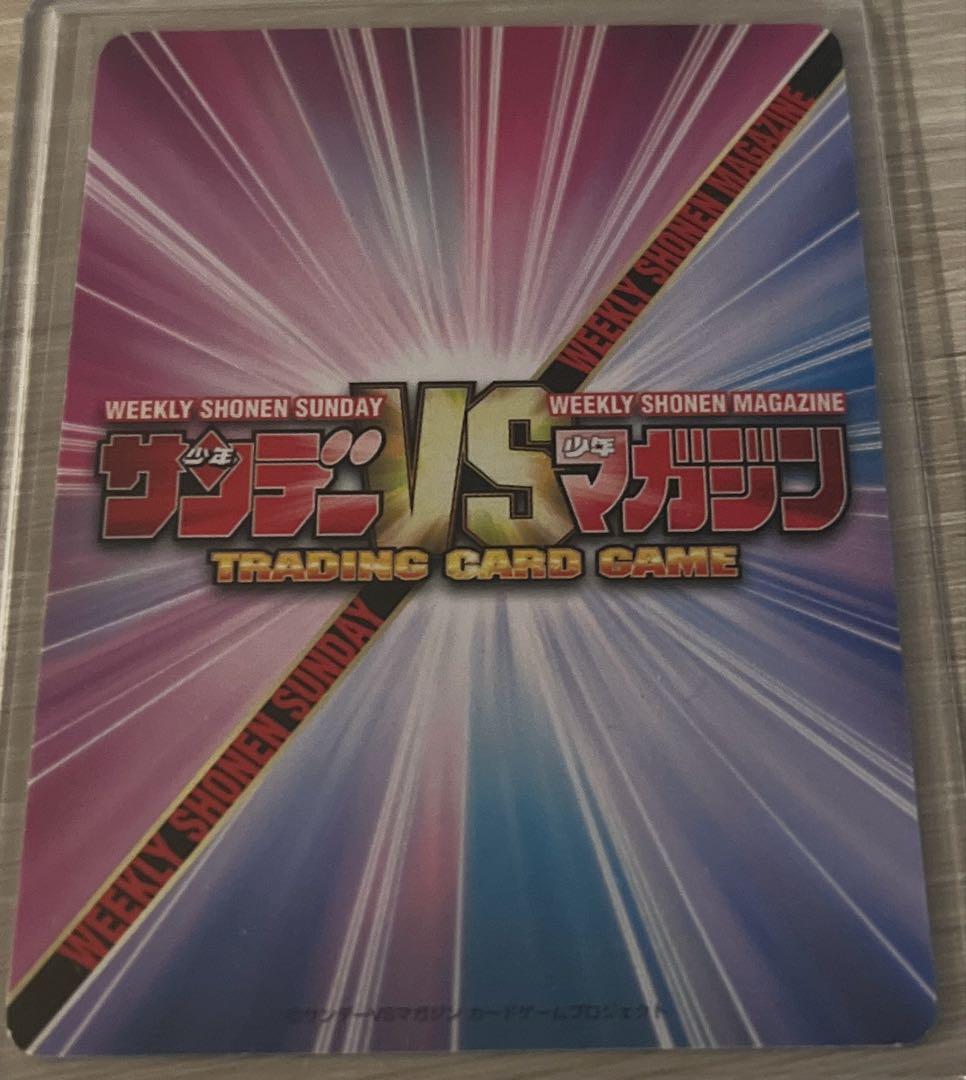 WEEKLY SHONEN MAGAZINE
WEEKLY SHONEN SUNDAY
少年サンデー
VS
WEEKLY SHONEN MAGAZINE
少年マガジン
TRADING CARD GAME
WEEKLY SHONEN SUNDAY
©サンデーVSマガジン カードゲームプロジェクト